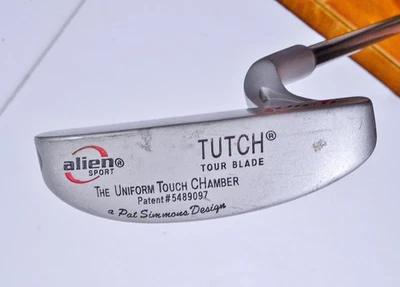 alien®
SPORT
TUTCH®
TOUR BLADE
THE UNIFORM TOUCH CHAMBER
Patent#5489097
a Pat Simmons Design